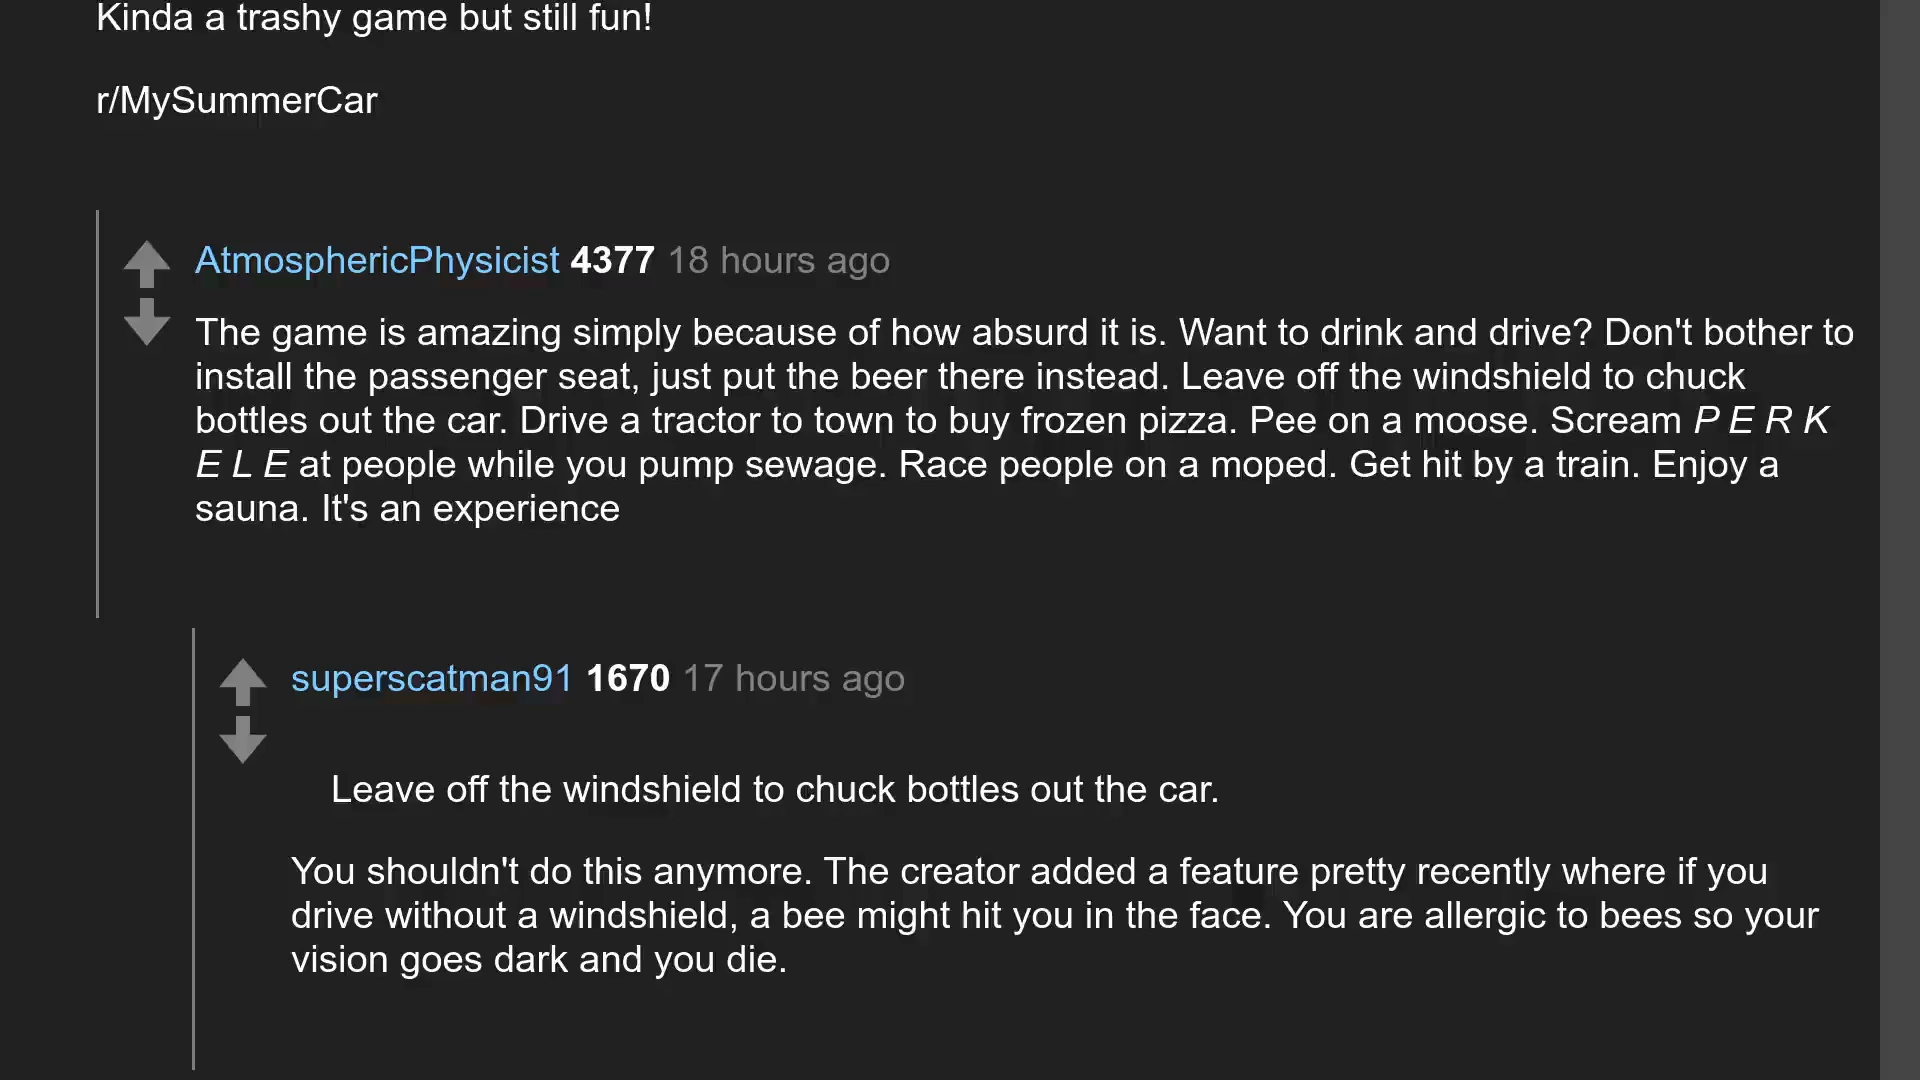 Kinda a trashy game but still fun!
r/MySummerCar
AtmosphericPhysicist 4377 18 hours ago
The game is amazing simply because of how absurd it is. Want to drink and drive? Don't bother to
install the passenger seat, just put the beer there instead. Leave off the windshield to chuck
bottles out the car. Drive a tractor to town to buy frozen pizza. Pee on a moose. Scream P E R K
E L E at people while you pump sewage. Race people on a moped. Get hit by a train. Enjoy a
sauna. It's an experience
superscatman91 1670 17 hours ago
Leave off the windshield to chuck bottles out the car.
You shouldn't do this anymore. The creator added a feature pretty recently where if you
drive without a windshield, a bee might hit you in the face. You are allergic to bees so your
vision goes dark and you die.